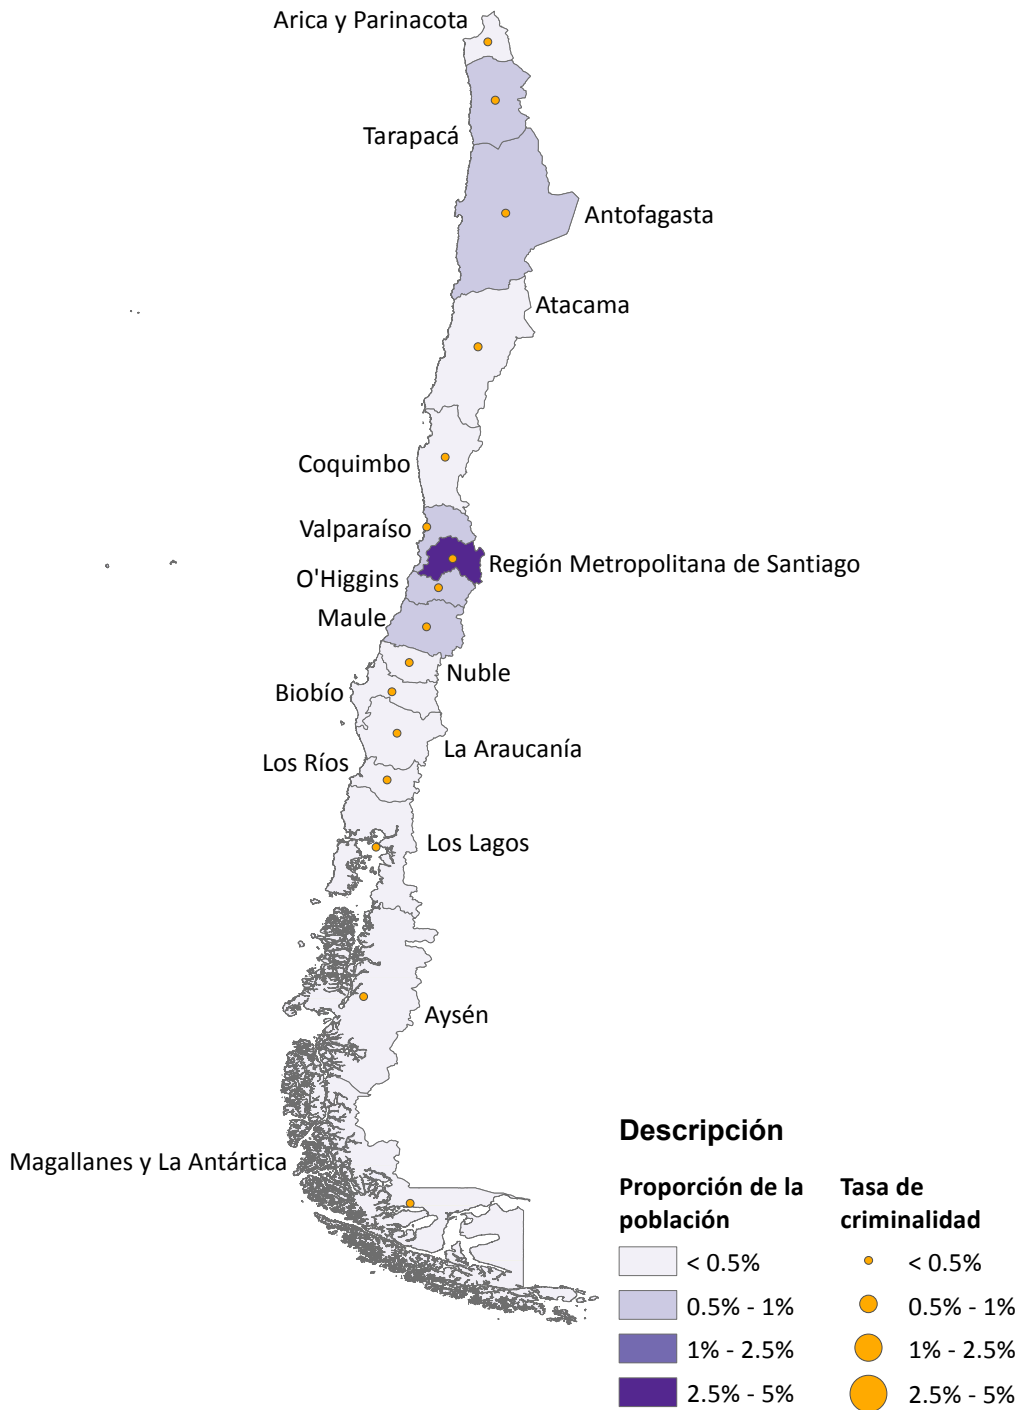 Arica y Parinacota
Tarapacá
Antofagasta
Atacama
Coquimbo
Valparaíso
Región Metropolitana de Santiago
O'Higgins
Maule
Nuble
Biobío
La Araucanía
Los Ríos
Los Lagos
Aysén
Magallanes y La Antártica
Descripción
Proporción de la
población
< 0.5%
0.5% - 1%
1% - 2.5%
2.5% - 5%
Tasa de
criminalidad
< 0.5%
0.5% - 1%
1% - 2.5%
2.5% - 5%